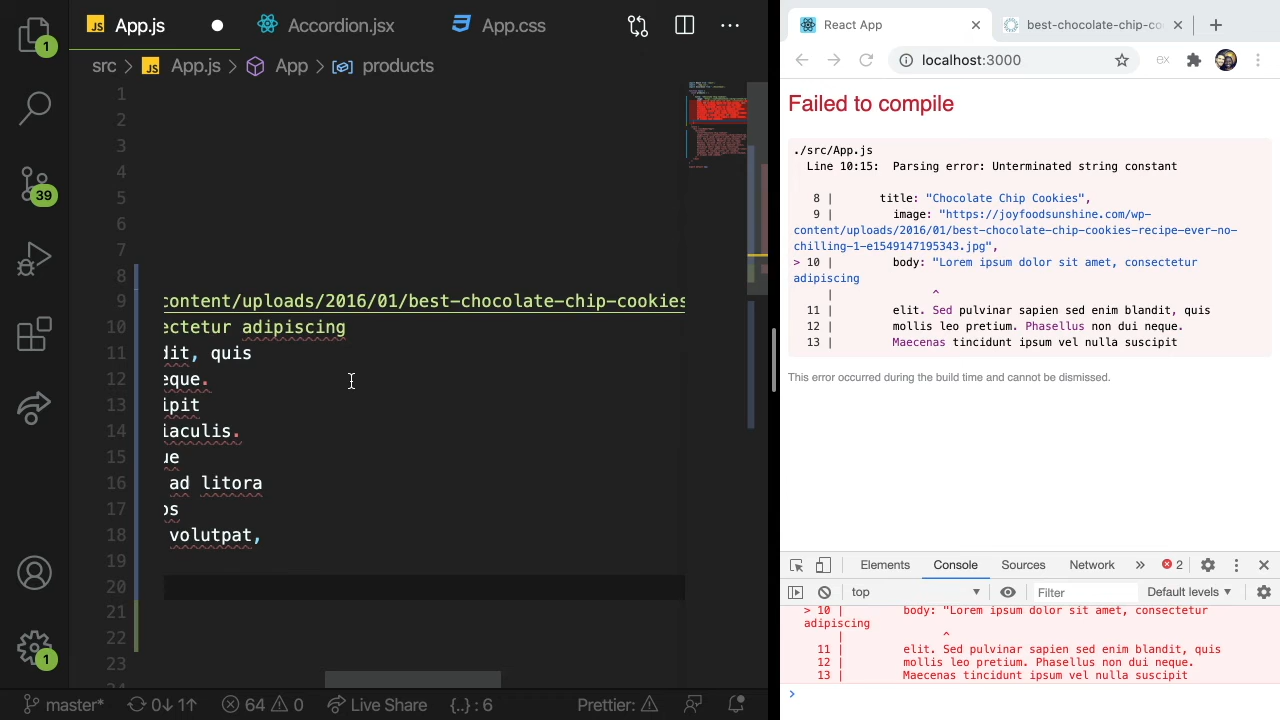 JS App.js
Accordion.jsx
App.css
src > JS App.js > App > products
1
2
3
4
5
6
7
8
9 content/uploads/2016/01/best-chocolate-chip-cookies
10 ectetur adipiscing
11 dit, quis
12 eque.
13 ipit
14 iaculis.
15 ue
16 ad litora
17 os
18 volutpat,
19
20
21
22
23
1
39
1
1
master* 0↓ 1↑ 64 0 Live Share {..} : 6 Prettier:
React App
best-chocolate-chip-co
localhost:3000
ex
Failed to compile
./src/App.js
Line 10:15: Parsing error: Unterminated string constant
8 | title: "Chocolate Chip Cookies",
9 | image: "https://joyfoodsunshine.com/wp-
content/uploads/2016/01/best-chocolate-chip-cookies-recipe-ever-no-
chilling-1-e1549147195343.jpg",
> 10 | body: "Lorem ipsum dolor sit amet, consectetur
adipiscing
| ^
11 | elit. Sed pulvinar sapien sed enim blandit, quis
12 | mollis leo pretium. Phasellus non dui neque.
13 | Maecenas tincidunt ipsum vel nulla suscipit
This error occurred during the build time and cannot be dismissed.
Elements Console Sources Network » 2
top Filter Default levels
> 10 | body: "Lorem ipsum dolor sit amet, consectetur
adipiscing
| ^
11 | elit. Sed pulvinar sapien sed enim blandit, quis
12 | mollis leo pretium. Phasellus non dui neque.
13 | Maecenas tincidunt ipsum vel nulla suscipit
>